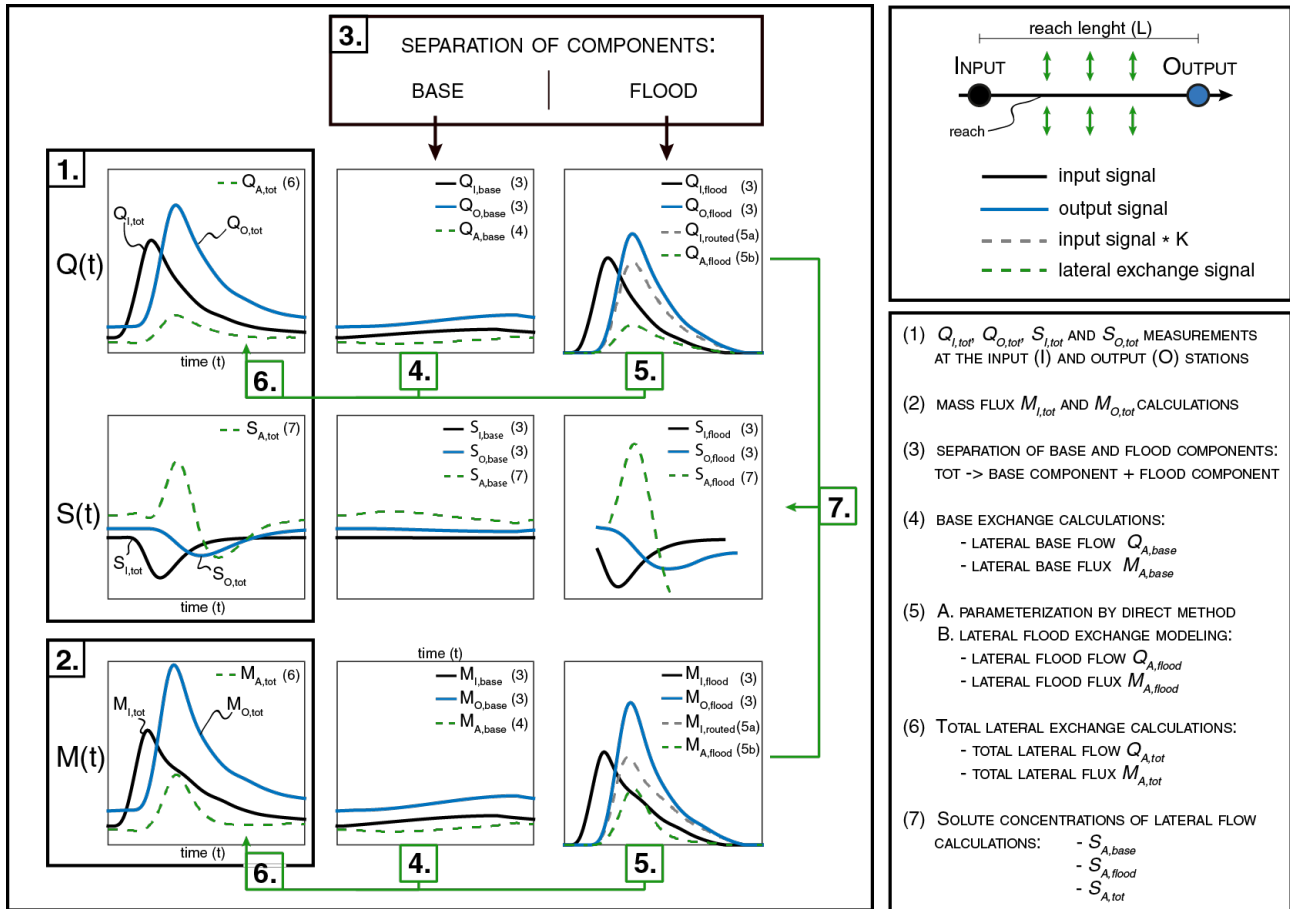 3.
SEPARATION OF COMPONENTS:
BASE
FLOOD
1.
Q(t)
Q_A,tot (6)
Q_I,tot
Q_O,tot
time (t)
Q_I,base (3)
Q_O,base (3)
Q_A,base (4)
Q_I,flood (3)
Q_O,flood (3)
Q_I,routed (5a)
Q_A,flood (5b)
6.
4.
5.
S(t)
S_A,tot (7)
S_I,tot
S_O,tot
time (t)
S_I,base (3)
S_O,base (3)
S_A,base (7)
S_I,flood (3)
S_O,flood (3)
S_A,flood (7)
7.
2.
M(t)
M_A,tot (6)
M_I,tot
M_O,tot
time (t)
time (t)
M_I,base (3)
M_O,base (3)
M_A,base (4)
M_I,flood (3)
M_O,flood (3)
M_I,routed (5a)
M_A,flood (5b)
6.
4.
5.
reach lenght (L)
INPUT
OUTPUT
reach
input signal
output signal
input signal * K
lateral exchange signal
(1) Q_I,tot, Q_O,tot, S_I,tot AND S_O,tot MEASUREMENTS
AT THE INPUT (I) AND OUTPUT (O) STATIONS
(2) MASS FLUX M_I,tot AND M_O,tot CALCULATIONS
(3) SEPARATION OF BASE AND FLOOD COMPONENTS:
TOT -> BASE COMPONENT + FLOOD COMPONENT
(4) BASE EXCHANGE CALCULATIONS:
- LATERAL BASE FLOW Q_A,base
- LATERAL BASE FLUX M_A,base
(5) A. PARAMETERIZATION BY DIRECT METHOD
B. LATERAL FLOOD EXCHANGE MODELING:
- LATERAL FLOOD FLOW Q_A,flood
- LATERAL FLOOD FLUX M_A,flood
(6) TOTAL LATERAL EXCHANGE CALCULATIONS:
- TOTAL LATERAL FLOW Q_A,tot
- TOTAL LATERAL FLUX M_A,tot
(7) SOLUTE CONCENTRATIONS OF LATERAL FLOW
CALCULATIONS: - S_A,base
- S_A,flood
- S_A,tot